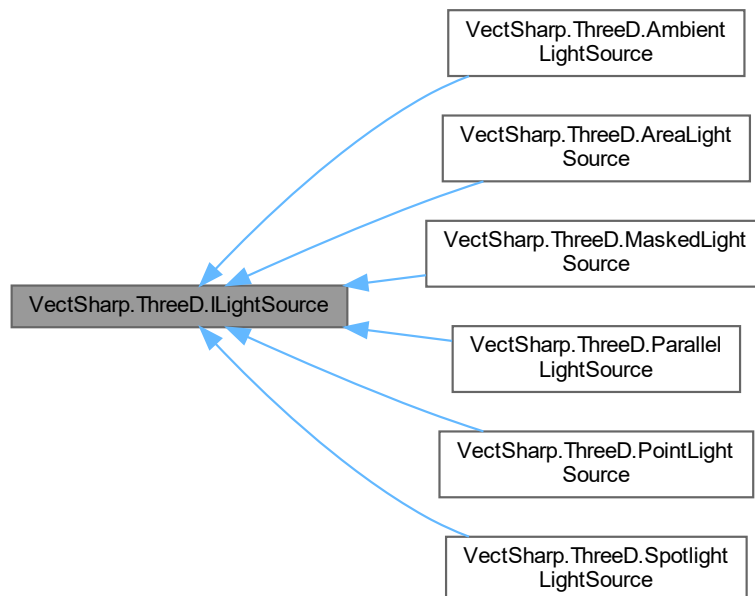 VectSharp.ThreeD.Ambient
LightSource
VectSharp.ThreeD.AreaLight
Source
VectSharp.ThreeD.MaskedLight
Source
VectSharp.ThreeD.ILightSource
VectSharp.ThreeD.Parallel
LightSource
VectSharp.ThreeD.PointLight
Source
VectSharp.ThreeD.Spotlight
LightSource